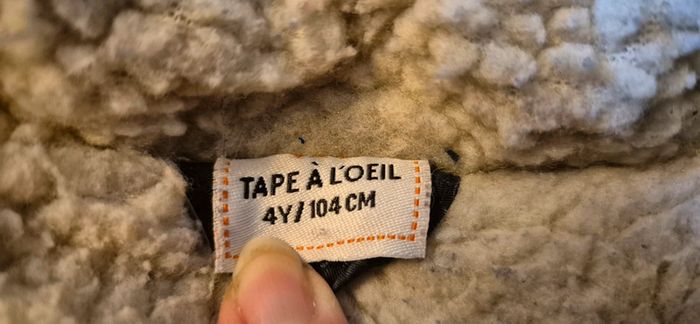 TAPE À L'OEIL
4Y/104 CM